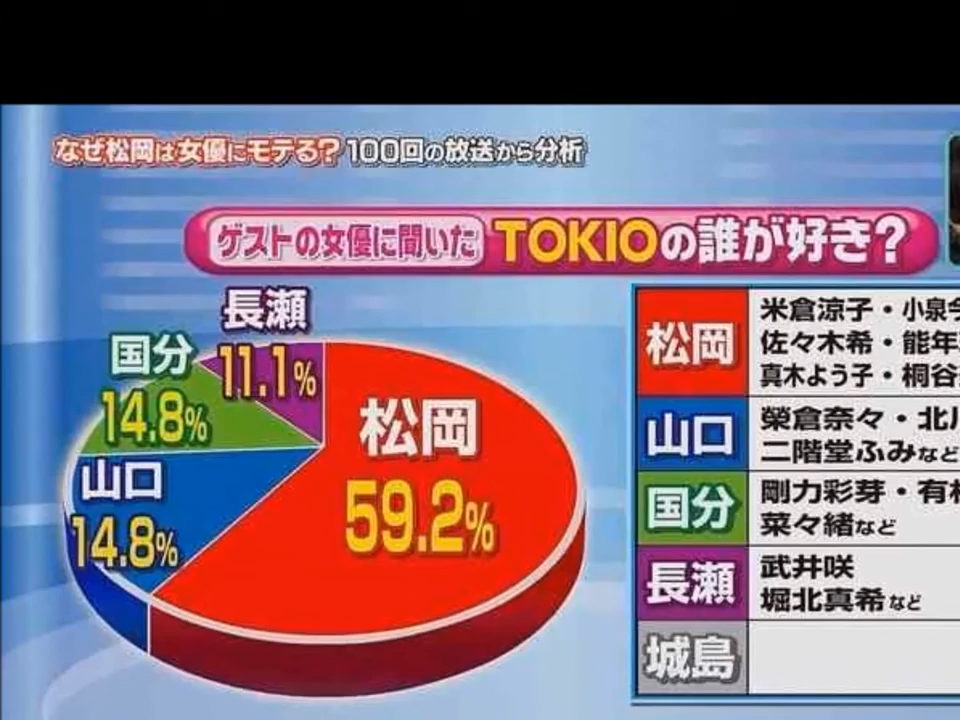 なぜ松岡は女優にモテる? 100回の放送から分析
ゲストの女優に聞いた TOKIOの誰が好き?
長瀬
11.1%
国分
14.8%
山口
14.8%
松岡
59.2%
松岡
米倉涼子・小泉今
佐々木希・能年
真木よう子・桐谷
山口
榮倉奈々・北川
二階堂ふみなど
国分
剛力彩芽・有村
菜々緒など
長瀬
武井咲
堀北真希など
城島